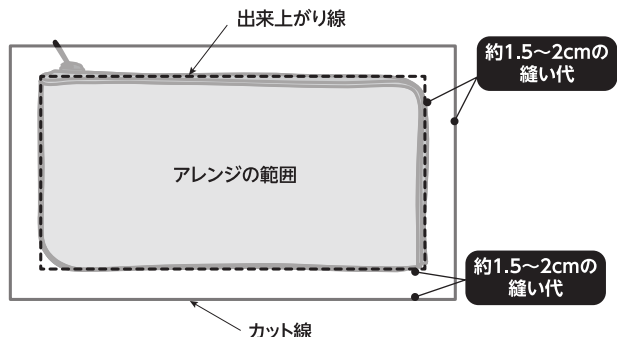 出来上がり線
約1.5〜2cmの
縫い代
アレンジの範囲
約1.5〜2cmの
縫い代
カット線